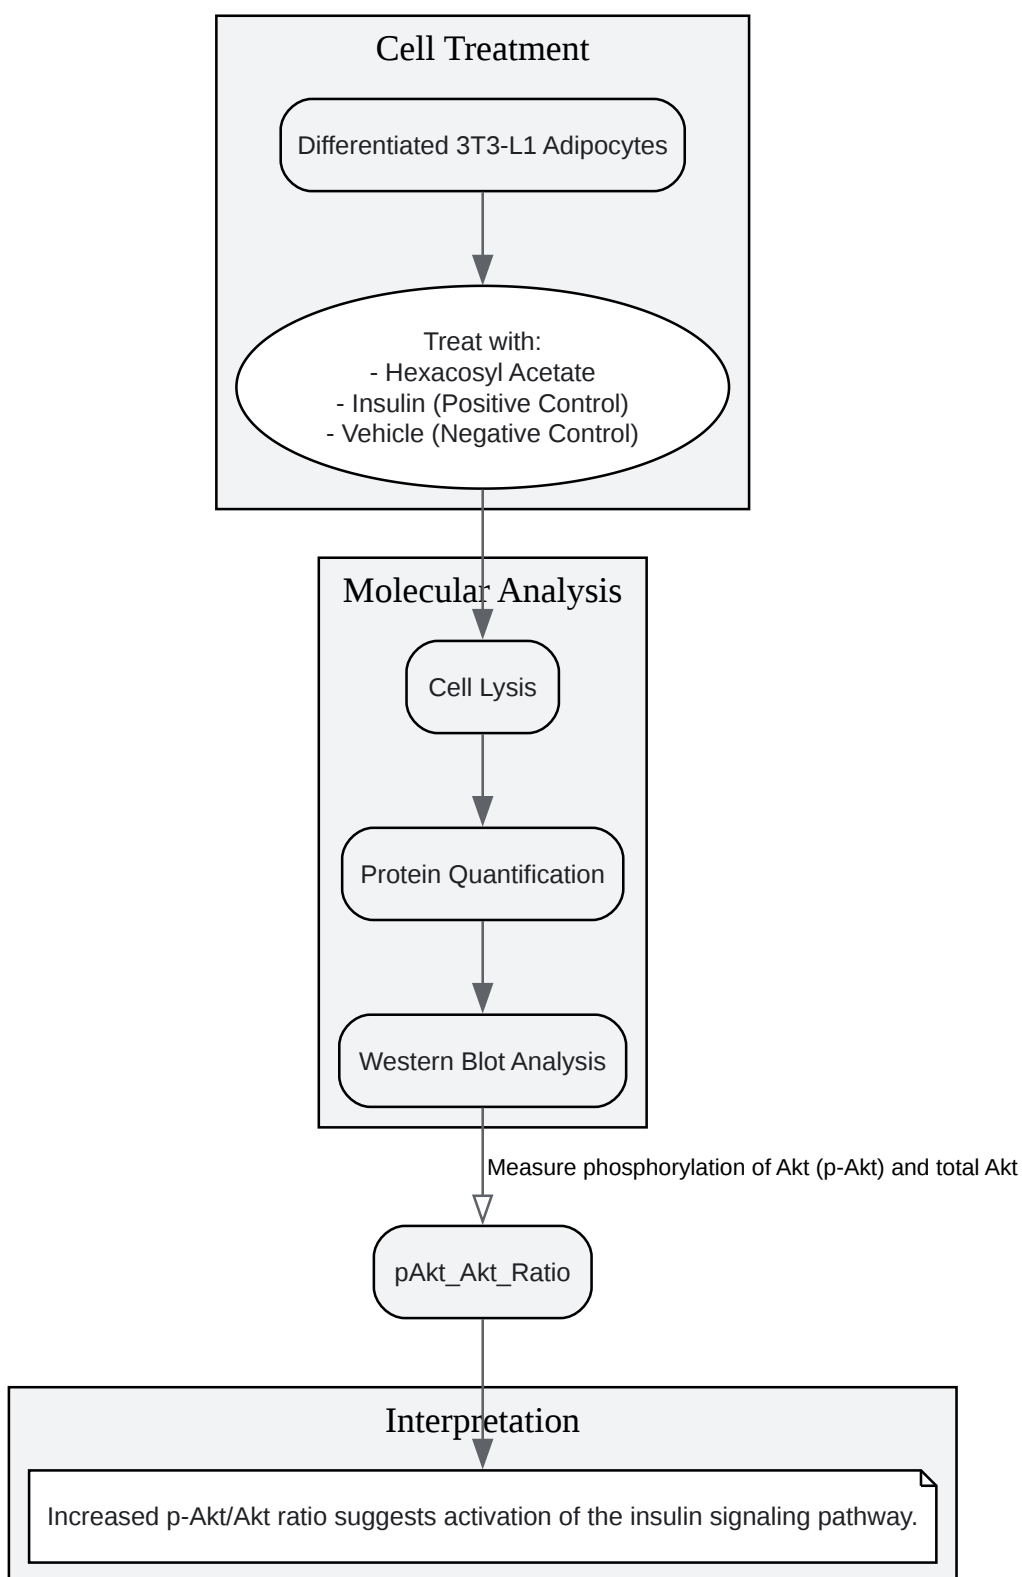 Cell Treatment
Differentiated 3T3-L1 Adipocytes
Treat with:
- Hexacosyl Acetate
- Insulin (Positive Control)
- Vehicle (Negative Control)
Molecular Analysis
Cell Lysis
Protein Quantification
Western Blot Analysis
Measure phosphorylation of Akt (p-Akt) and total Akt
pAkt_Akt_Ratio
Interpretation
Increased p-Akt/Akt ratio suggests activation of the insulin signaling pathway.